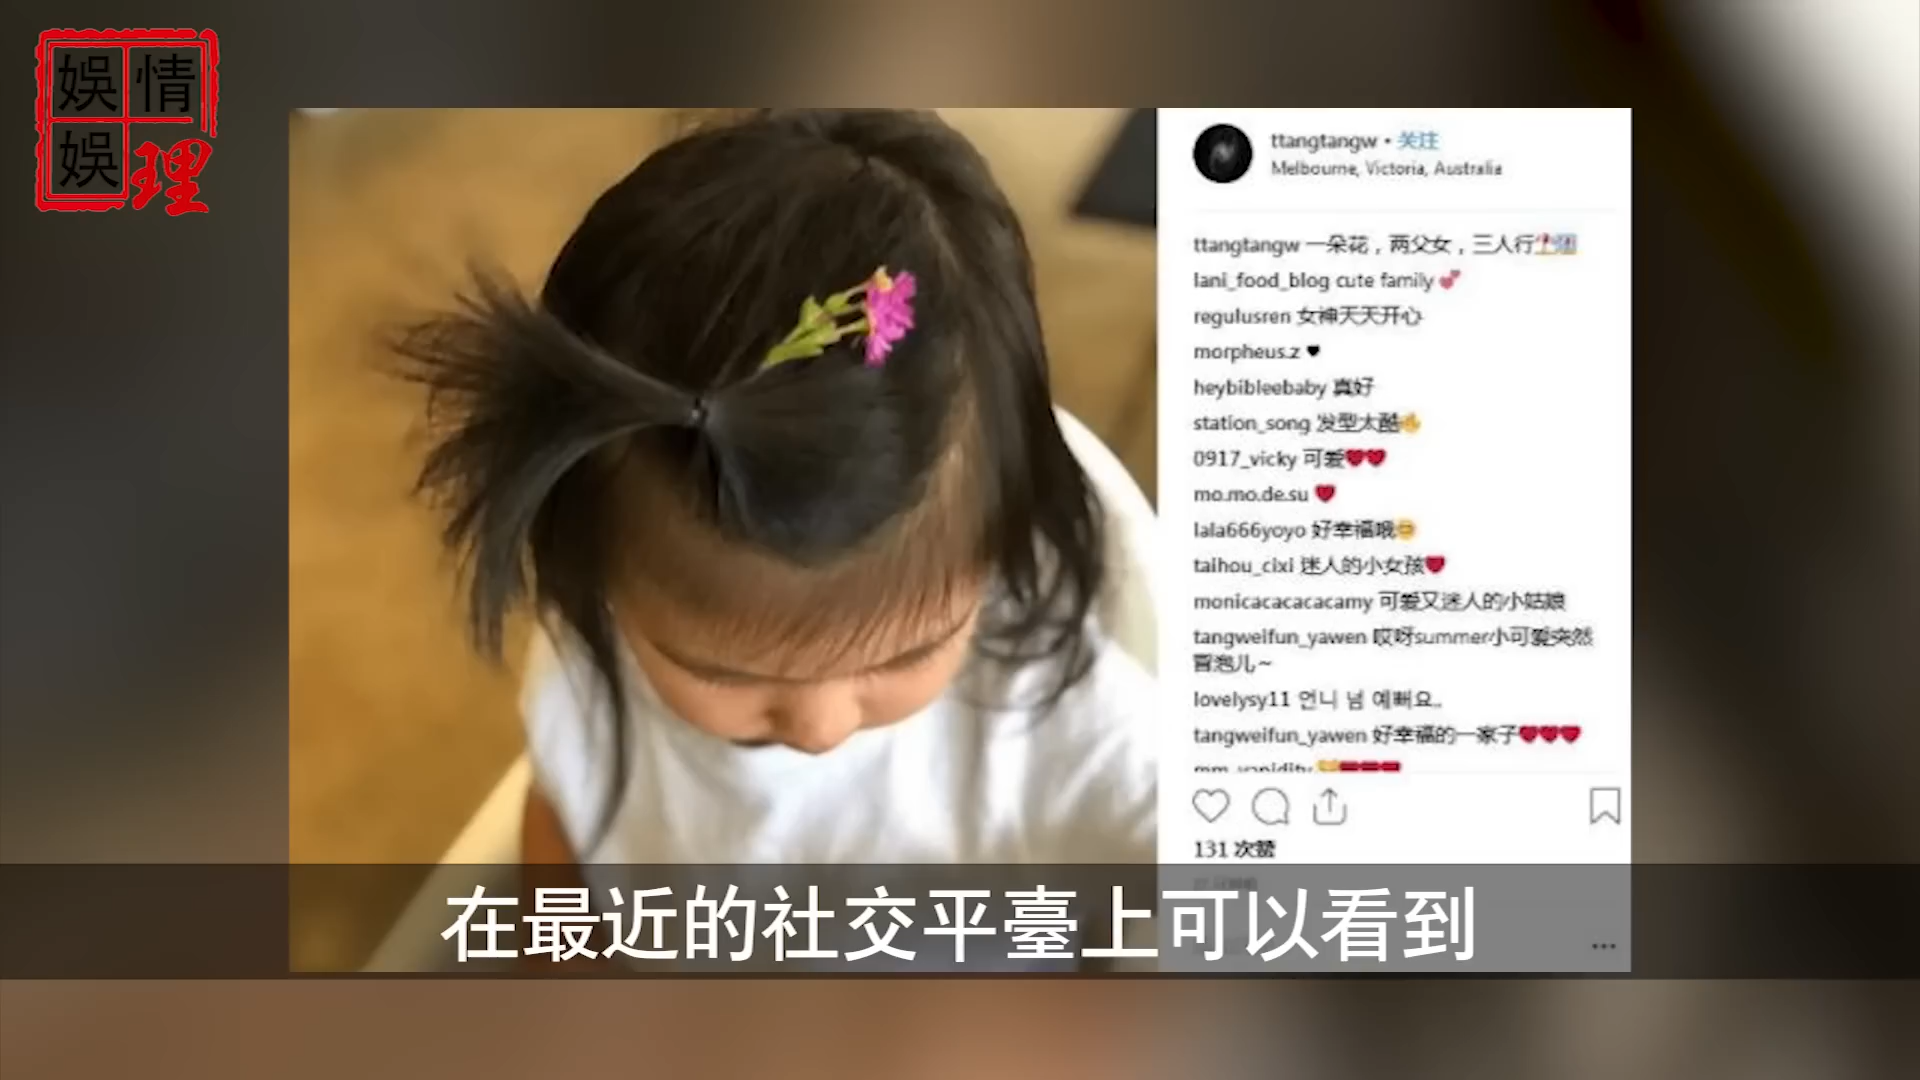 娛情
娛理
ttangtangw • 关注
Melbourne, Victoria, Australia
ttangtangw 一朵花，两父女，三人行
lani_food_blog cute family 💕
regulusren 女神天天开心
morpheus.z ♥
heybibleebaby 真好
station_song 发型太酷
0917_vicky 可爱❤❤
mo.mo.de.su ❤
lala666yoyo 好幸福哦😊
taihou_cixi 迷人的小女孩❤
monicacacacacamy 可爱又迷人的小姑娘
tangweifun_yawen 哎呀summer小可爱突然
冒泡儿~
lovelysy11 언니 넘 예뻐요..
tangweifun_yawen 好幸福的一家子❤❤❤
131 次赞
在最近的社交平臺上可以看到